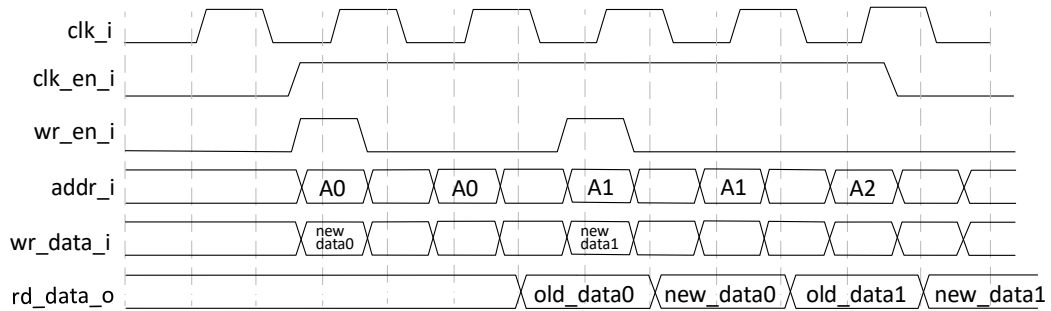 clk_i
clk_en_i
wr_en_i
addr_i A0 A0 A1 A1 A2
wr_data_i new data0 new data1
rd_data_o old_data0 new_data0 old_data1 new_data1